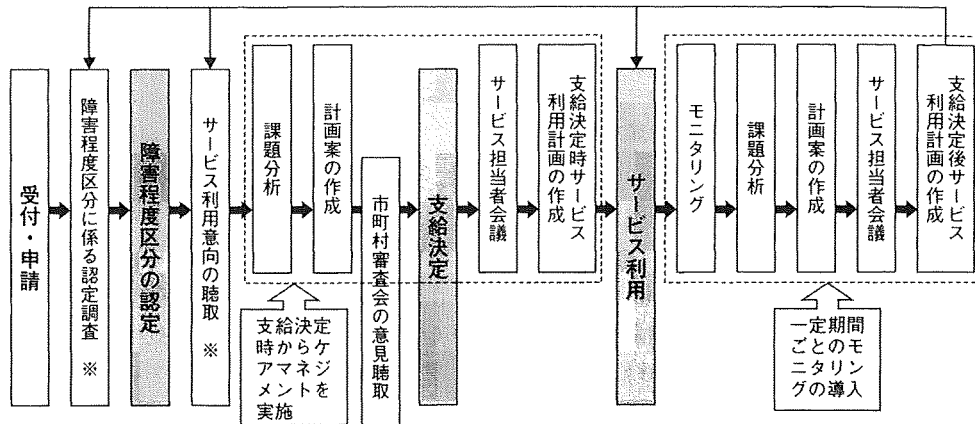 受付・申請
障害程度区分に係る認定調査 ※
障害程度区分の認定
サービス利用意向の聴取 ※
課題分析
計画案の作成
市町村審査会の意見聴取
支給決定
サービス担当者会議
支給決定時サービス
利用計画の作成
サービス利用
モニタリング
課題分析
計画案の作成
サービス担当者会議
支給決定後サービス
利用計画の作成
支給決定
時からケ
アマネジ
メントを
実施
一定期間
ごとのモ
ニタリン
グの導入